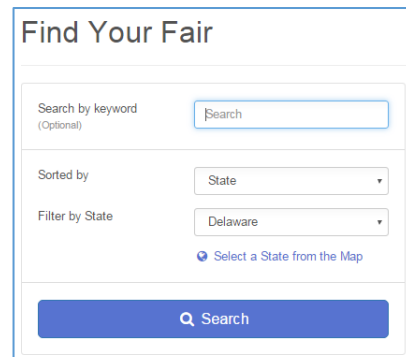 Find Your Fair
Search by keyword
(Optional)
Search
Sorted by
State
Filter by State
Delaware
Select a State from the Map
Search